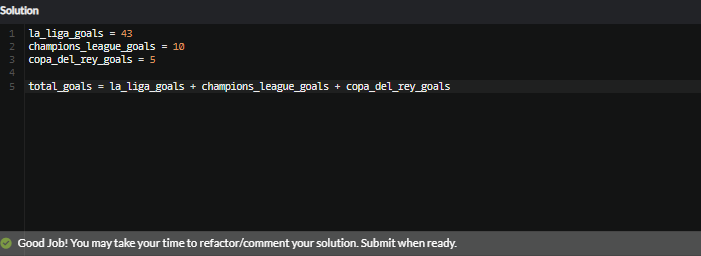 Solution
1 la_liga_goals = 43
2 champions_league_goals = 10
3 copa_del_rey_goals = 5
4
5 total_goals = la_liga_goals + champions_league_goals + copa_del_rey_goals
Good Job! You may take your time to refactor/comment your solution. Submit when ready.